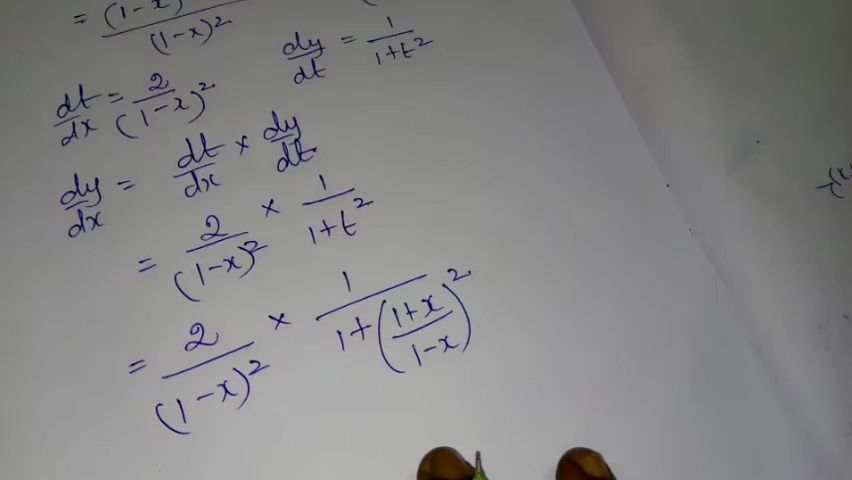 = (1-x)
(1-x)²
dt/dx = 2/(1-x)²   dy/dt = 1/1+t²
dy/dx = dt/dx × dy/dt
= 2/(1-x)² × 1/1+t²
= 2/(1-x)² × 1/1+(1+x/1-x)²